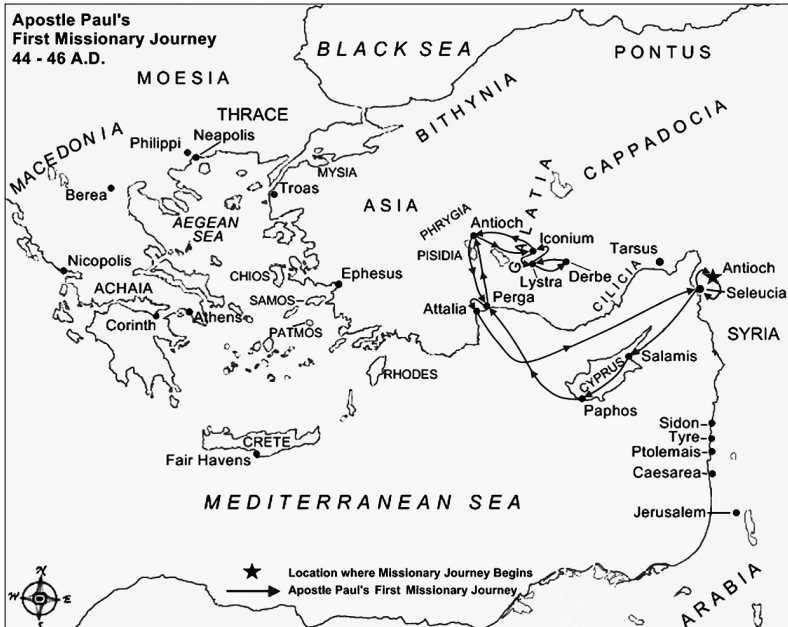 Apostle Paul's
First Missionary Journey
44 - 46 A.D.
BLACK SEA
PONTUS
MOESIA
THRACE
BITHYNIA
MACEDONIA
Philippi
Neapolis
CAPPADOCIA
MYSIA
Berea
Troas
GALATIA
ASIA
PHRYGIA
AEGEAN
SEA
Antioch
Iconium
PISIDIA
Tarsus
Nicopolis
CHIOS
Ephesus
Lystra
Derbe
CILICIA
Antioch
Seleucia
ACHAIA
SAMOS
Perga
Attalia
Corinth
Athens
PATMOS
SYRIA
Salamis
CYPRUS
RHODES
Paphos
Sidon
Tyre
Ptolemais
Caesarea
CRETE
Fair Havens
MEDITERRANEAN SEA
Jerusalem
ARABIA
Location where Missionary Journey Begins
Apostle Paul's First Missionary Journey
N
W E
S